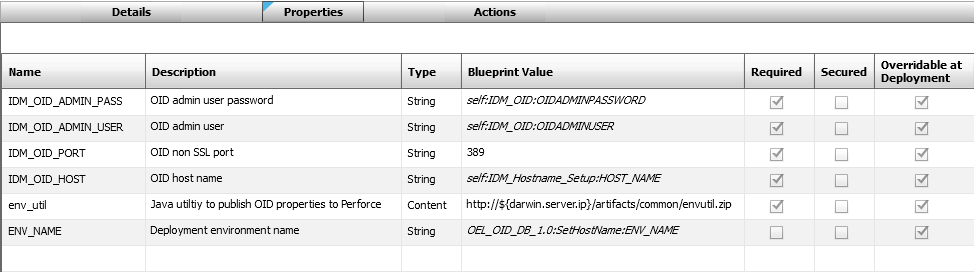 Details Properties Actions
Name Description Type Blueprint Value Required Secured Overridable at
Deployment
IDM_OID_ADMIN_PASS OID admin user password String self:IDM_OID:OIDADMINPASSWORD
IDM_OID_ADMIN_USER OID admin user String self:IDM_OID:OIDADMINUSER
IDM_OID_PORT OID non SSL port String 389
IDM_OID_HOST OID host name String self:IDM_Hostname_Setup:HOST_NAME
env_util Java utiltiy to publish OID properties to Perforce Content http://${darwin.server.ip}/artifacts/common/envutil.zip
ENV_NAME Deployment environment name String OEL_OID_DB_1.0:SetHostName:ENV_NAME